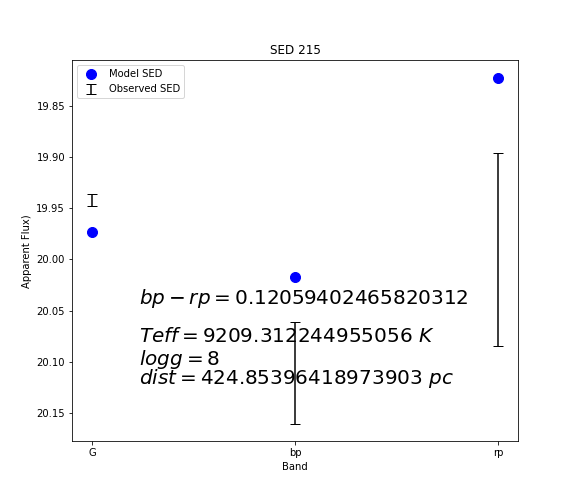 SED 215
Model SED
Observed SED
19.85
19.90
19.95
20.00
20.05
20.10
20.15
Apparent Flux)
bp − rp = 0.12059402465820312
Teff = 9209.312244955056 K
logg = 8
dist = 424.85396418973903 pc
G bp rp
Band